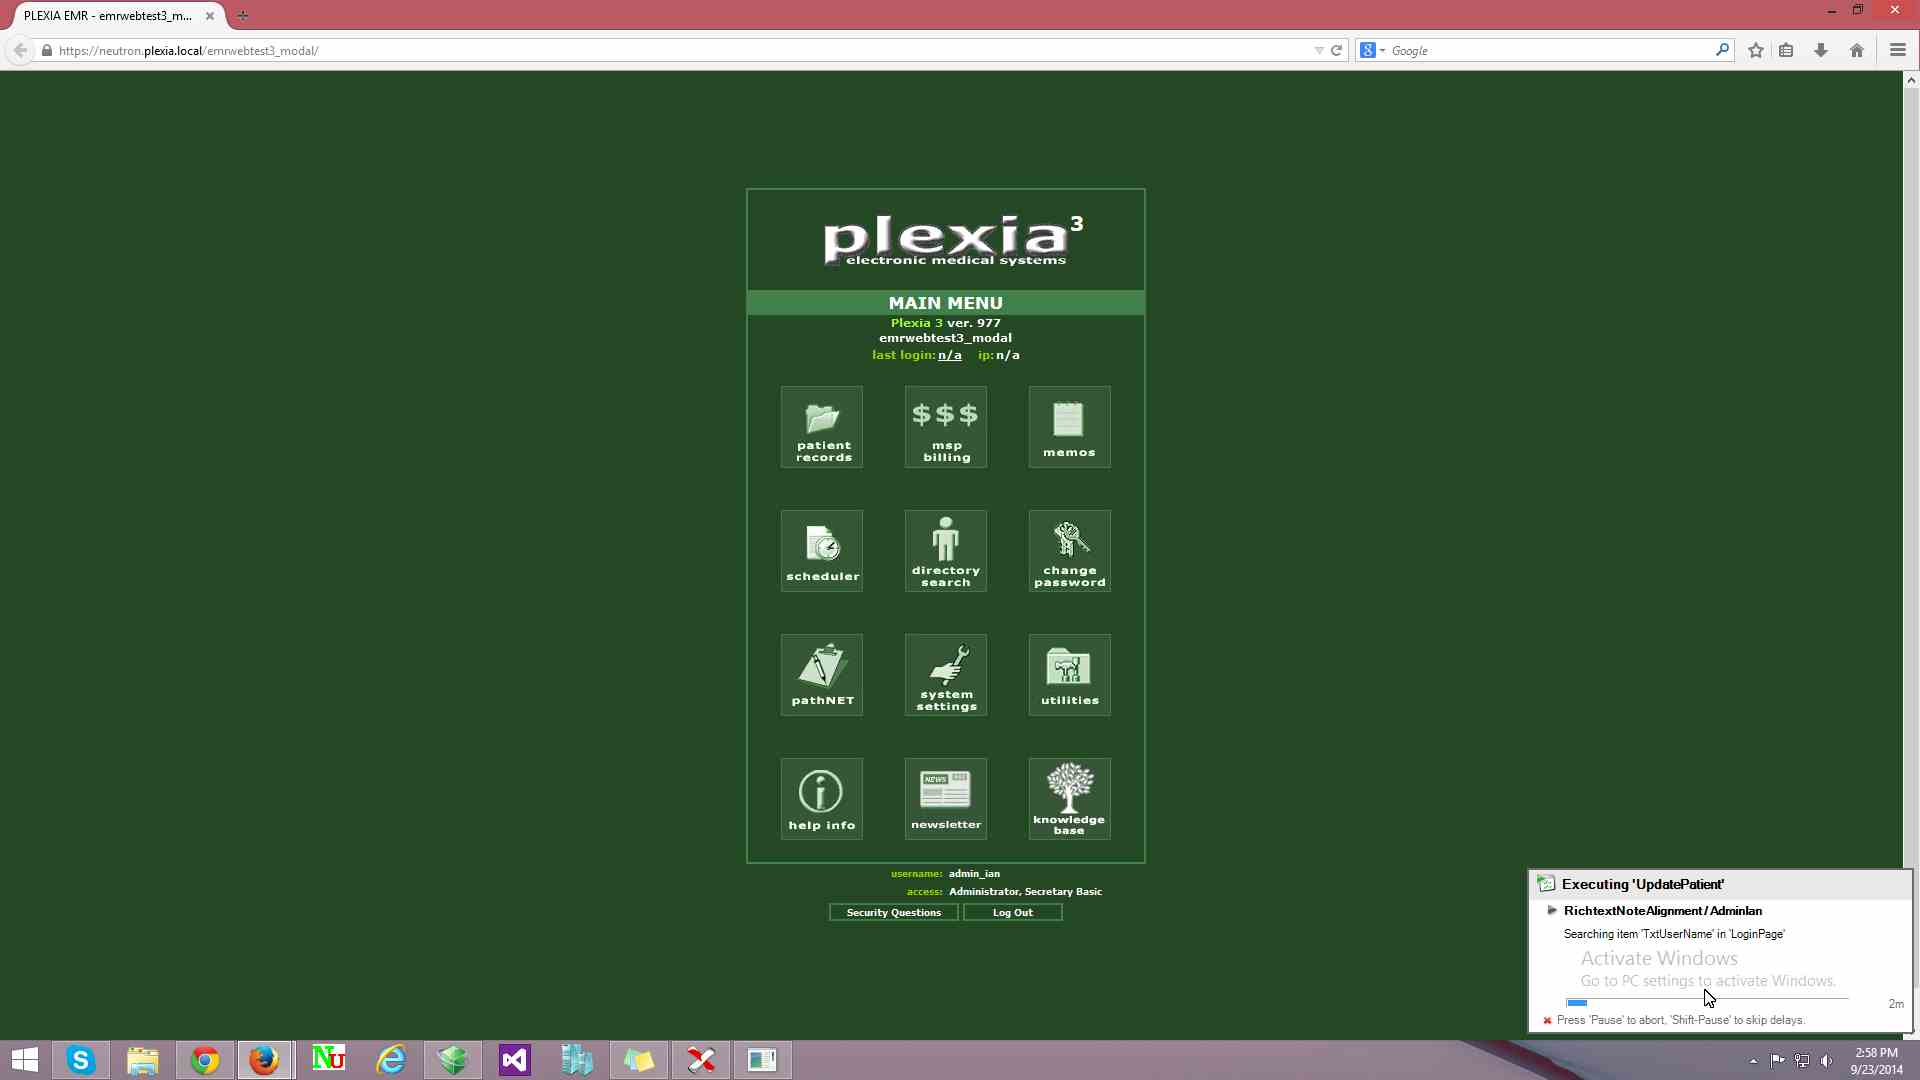 PLEXIA EMR - emrwebtest3_m...
https://neutron.plexia.local/emrwebtest3_modal/
8 Google
plexia3
electronic medical systems
MAIN MENU
Plexia 3 ver. 977
emrwebtest3_modal
last login: n/a ip: n/a
patient records
$$$ msp billing
memos
scheduler
directory search
change password
pathNET
system settings
utilities
help info
NEWS newsletter
knowledge base
username: admin_ian
access: Administrator, Secretary Basic
Security Questions Log Out
Executing 'UpdatePatient'
RichtextNoteAlignment / AdminIan
Searching item 'TxtUserName' in 'LoginPage'
Activate Windows
Go to PC settings to activate Windows.
2m
Press 'Pause' to abort, 'Shift-Pause' to skip delays.
S
NU
e
2:58 PM
9/23/2014